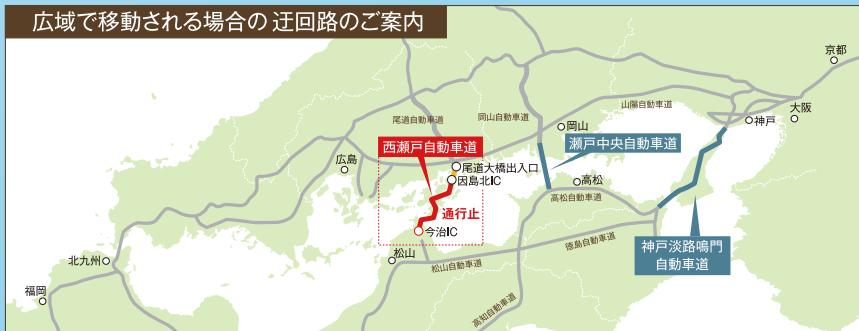 広域で移動される場合の迂回路のご案内
京都
尾道自動車道
岡山自動車道
山陽自動車道
大阪
神戸
岡山
西瀬戸自動車道
瀬戸中央自動車道
広島
尾道大橋出入口
因島北IC
高松
高松自動車道
通行止
今治IC
松山
徳島自動車道
神戸淡路鳴門
自動車道
北九州
松山自動車道
福岡
高知自動車道